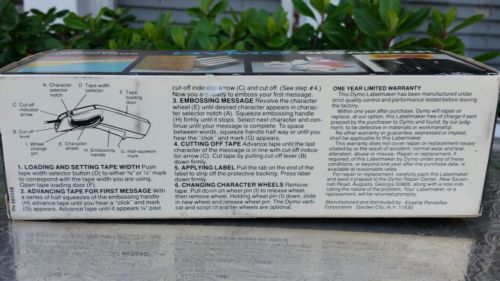 A. Character selector notch
D. Tape width selector
F. Tape loading door
C. Cut-off indicator arrow
B. Cut-off lever
I. Wheel change pin
E. Character wheel
H. Embossing handle
G. Half-squeeze mark
1. LOADING AND SETTING TAPE WIDTH Push
tape width selector button (D) to either ⅜" or ½" mark
to correspond with the tape width you are using.
Open tape loading door (F).
2. ADVANCING TAPE FOR FIRST MESSAGE With
a series of half squeezes of the embossing handle
(H) advance tape until you hear a "click" and mark
(G) appears. Advance tape until it appears ¼" past
cut-off indicator arrow (C) and cut off. (See step #4.)
Now you are ready to emboss your first message.
3. EMBOSSING MESSAGE Revolve the character
wheel (E) until desired character appears in charac-
ter selector notch (A). Squeeze embossing handle
(H) firmly until it stops. Select next character and con-
tinue until your message is complete. To space
between words, squeeze handle half way or until you
hear the "click" and mark (G) appears.
4. CUTTING OFF TAPE Advance tape until the last
character of the message is in line with cut-off indica-
tor arrow (C). Cut tape by pulling cut-off lever (B)
down firmly.
5. APPLYING LABEL Pull the tab on the end of the
label to strip off the protective backing. Press label
down firmly.
6. CHANGING CHARACTER WHEELS Remove
tape. Pull down on wheel pin (I) to release wheel,
then remove wheel. Holding wheel pin (I) down, slide
in new wheel and release wheel pin. The Dymo verti-
cal and script character wheels are optional.
ONE YEAR LIMITED WARRANTY
This Dymo Labelmaker has been manufactured under
strict quality control and performance tested before leaving
the factory.
Within one year after purchase, Dymo will repair or
replace, at our option, this Labelmaker free of charge if sent
prepaid by the purchaser to Dymo and found, by our judg-
ment, to be defective in materials or workmanship.
No other warranty or guarantee, expressed or implied,
is provided with this Labelmaker.
This warranty does not cover repair or replacement neces-
sitated by the result of accident, normal wear and tear,
alteration, misuse or abuse. Repair or replacement if
required, of this Labelmaker by Dymo under any of these
conditions, or beyond one year after the purchase date, is
available at reasonable rates.
For repair or replacement, carefully pack this Labelmaker
and send it prepaid to the Dymo Repair Center, New Savan-
nah Road, Augusta, Georgia 30906, along with a note indi-
cating the nature of the problem. Your Labelmaker, or a
replacement, will be returned promptly.
Manufactured and distributed by: Esselte Pendaflex
Corporation Garden City, N.Y. 11530